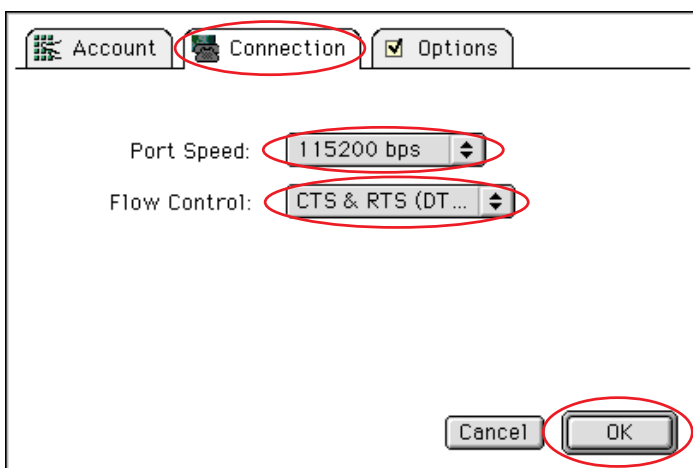 Account Connection Options
Port Speed: 115200 bps
Flow Control: CTS & RTS (DT...
Cancel OK